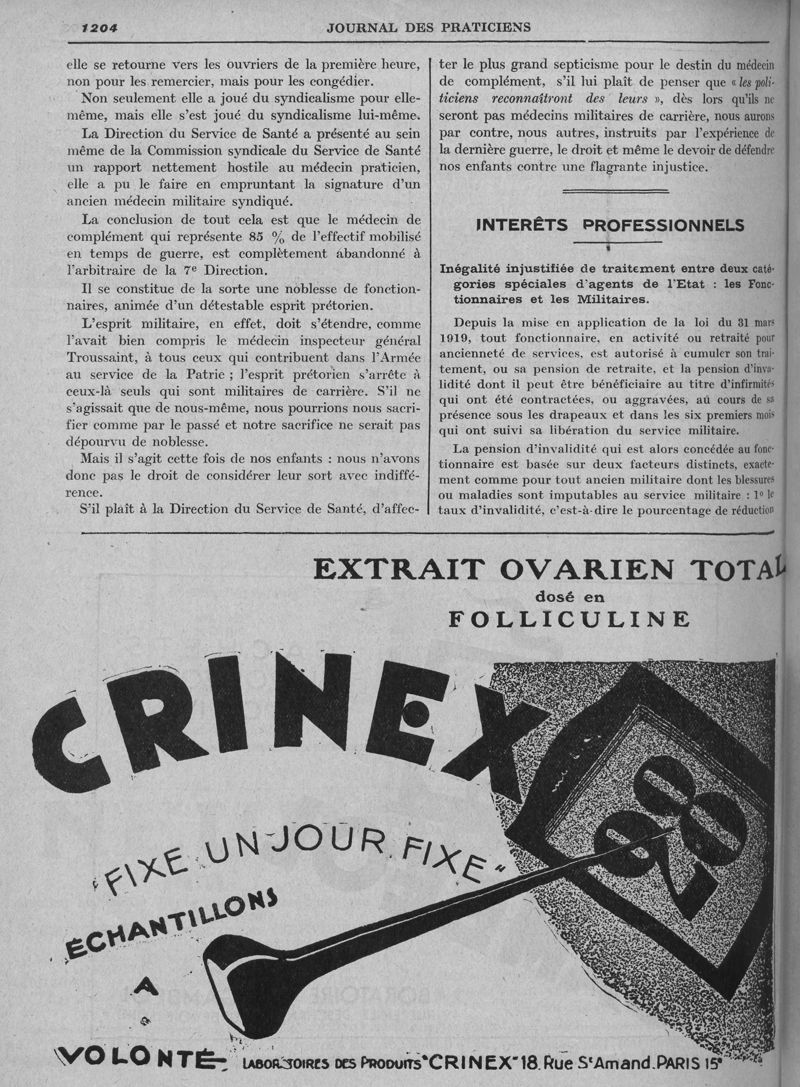 1204
JOURNAL DES PRATICIENS
elle se retourne vers les ouvriers de la première heure,
non pour les remercier, mais pour les congédier.
Non seulement elle a joué du syndicalisme pour elle-
même, mais elle s'est joué du syndicalisme lui-même.
La Direction du Service de Santé a présenté au sein
même de la Commission syndicale du Service de Santé
un rapport nettement hostile au médecin praticien,
elle a pu le faire en empruntant la signature d'un
ancien médecin militaire syndiqué.
La conclusion de tout cela est que le médecin de
complément qui représente 85 % de l'effectif mobilisé
en temps de guerre, est complètement abandonné à
l'arbitraire de la 7e Direction.
Il se constitue de la sorte une noblesse de fonction-
naires, animée d'un détestable esprit prétorien.
L'esprit militaire, en effet, doit s'étendre, comme
l'avait bien compris le médecin inspecteur général
Troussaint, à tous ceux qui contribuent dans l'Armée
au service de la Patrie ; l'esprit prétorien s'arrête à
ceux-là seuls qui sont militaires de carrière. S'il ne
s'agissait que de nous-même, nous pourrions nous sacri-
fier comme par le passé et notre sacrifice ne serait pas
dépourvu de noblesse.
Mais il s'agit cette fois de nos enfants : nous n'avons
donc pas le droit de considérer leur sort avec indiffé-
rence.
S'il plaît à la Direction du Service de Santé, d'affec-
ter le plus grand septicisme pour le destin du médecin
de complément, s'il lui plaît de penser que « les poli-
ticiens reconnaîtront des leurs », dès lors qu'ils ne
seront pas médecins militaires de carrière, nous aurons
par contre, nous autres, instruits par l'expérience de
la dernière guerre, le droit et même le devoir de défendre
nos enfants contre une flagrante injustice.
INTERÊTS PROFESSIONNELS
Inégalité injustifiée de traitement entre deux caté-
gories spéciales d'agents de l'Etat : les Fonc-
tionnaires et les Militaires.
Depuis la mise en application de la loi du 31 mars
1919, tout fonctionnaire, en activité ou retraité pour
ancienneté de services, est autorisé à cumuler son trai-
tement, ou sa pension de retraite, et la pension d'inva-
lidité dont il peut être bénéficiaire au titre d'infirmités
qui ont été contractées, ou aggravées, au cours de sa
présence sous les drapeaux et dans les six premiers mois
qui ont suivi sa libération du service militaire.
La pension d'invalidité qui est alors concédée au fonc-
tionnaire est basée sur deux facteurs distincts, exacte-
ment comme pour tout ancien militaire dont les blessures
ou maladies sont imputables au service militaire : 1o le
taux d'invalidité, c'est-à-dire le pourcentage de réduction
EXTRAIT OVARIEN TOTAL
dosé en
FOLLICULINE
CRINEX
28
"FIXE UN JOUR FIXE"
ÉCHANTILLONS
A
VOLONTÉ
LABORATOIRES DES PRODUITS "CRINEX" 18. Rue St Amand. PARIS 15e